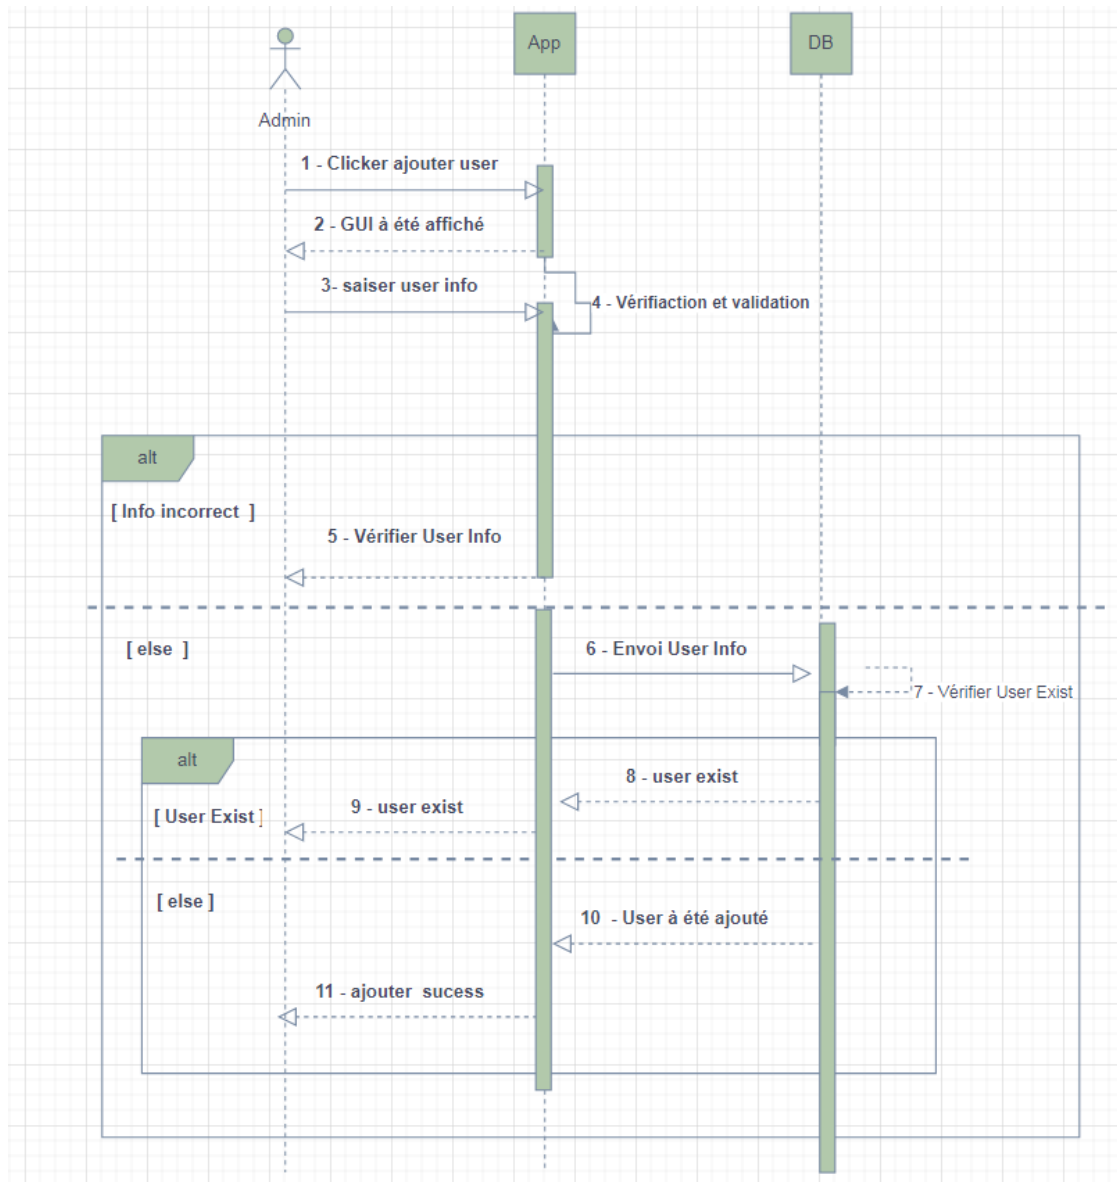 App
DB
Admin
1 - Clicker ajouter user
2 - GUI à été affiché
3- saiser user info
4 - Vérifiaction et validation
alt
[ Info incorrect ]
5 - Vérifier User Info
[ else ]
6 - Envoi User Info
7 - Vérifier User Exist
alt
8 - user exist
9 - user exist
[ User Exist ]
[ else ]
10 - User à été ajouté
11 - ajouter sucess